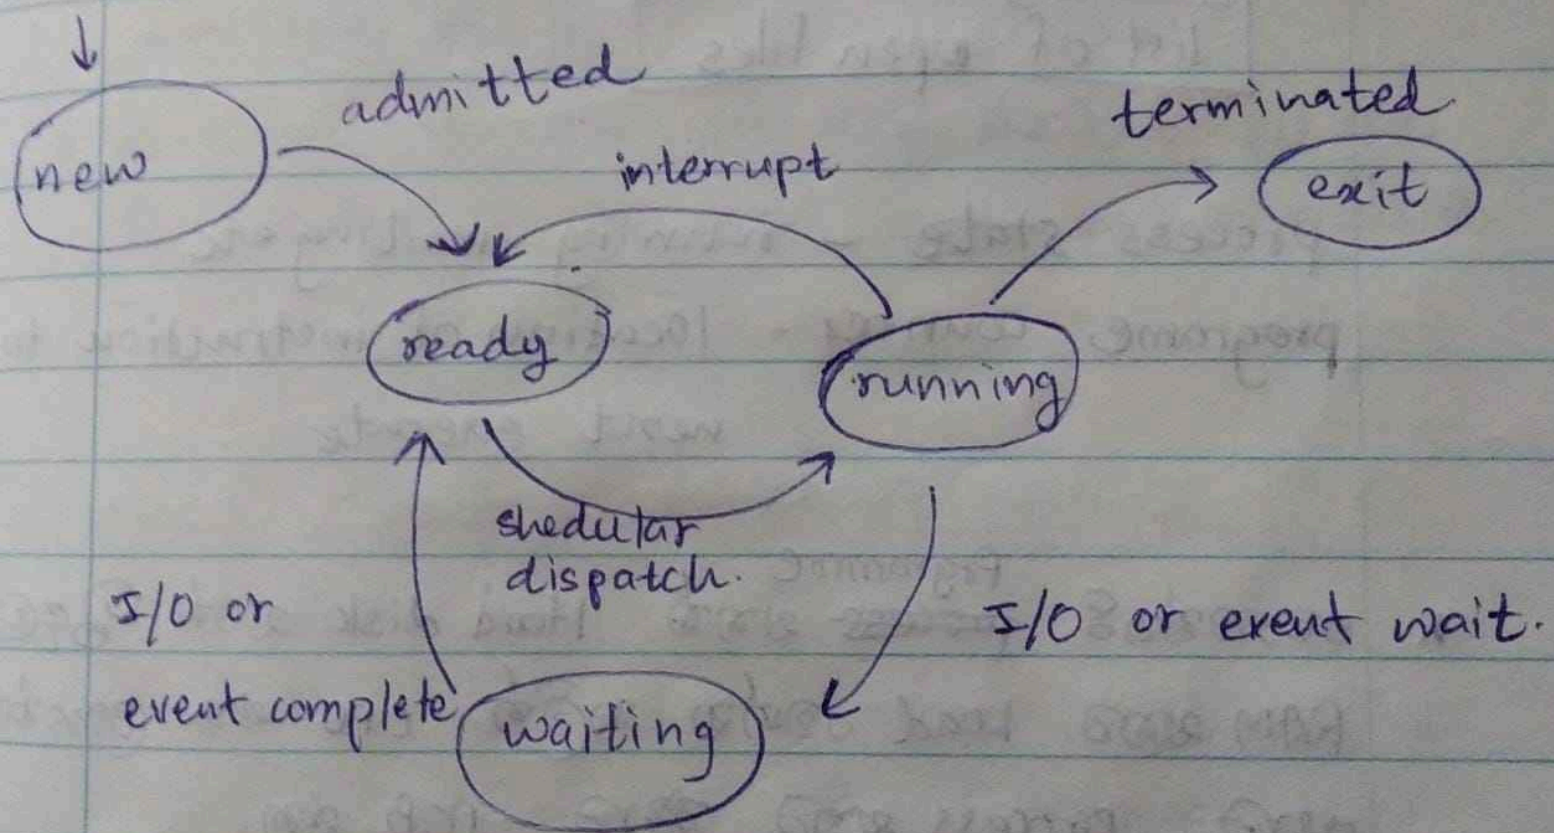 admitted
terminated
new
interrupt
exit
ready
running
shedular
dispatch.
I/O or
event complete
I/O or event wait.
waiting